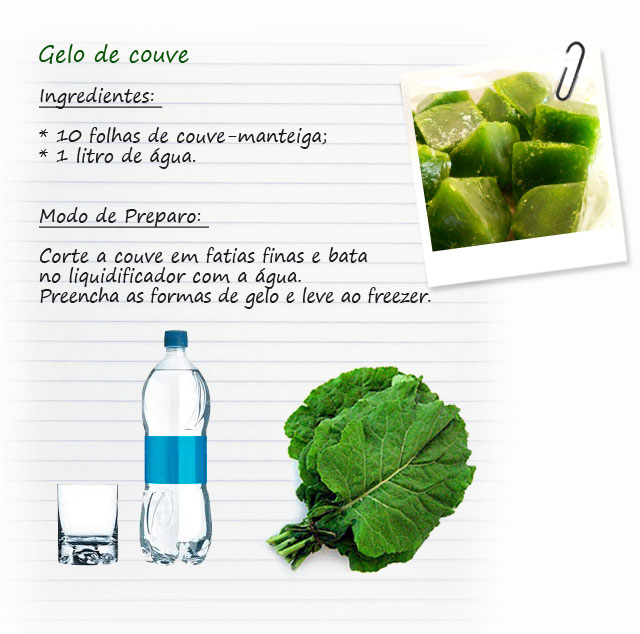 Gelo de couve
Ingredientes:
* 10 folhas de couve-manteiga;
* 1 litro de água.
Modo de Preparo:
Corte a couve em fatias finas e bata
no liquidificador com a água.
Preencha as formas de gelo e leve ao freezer.